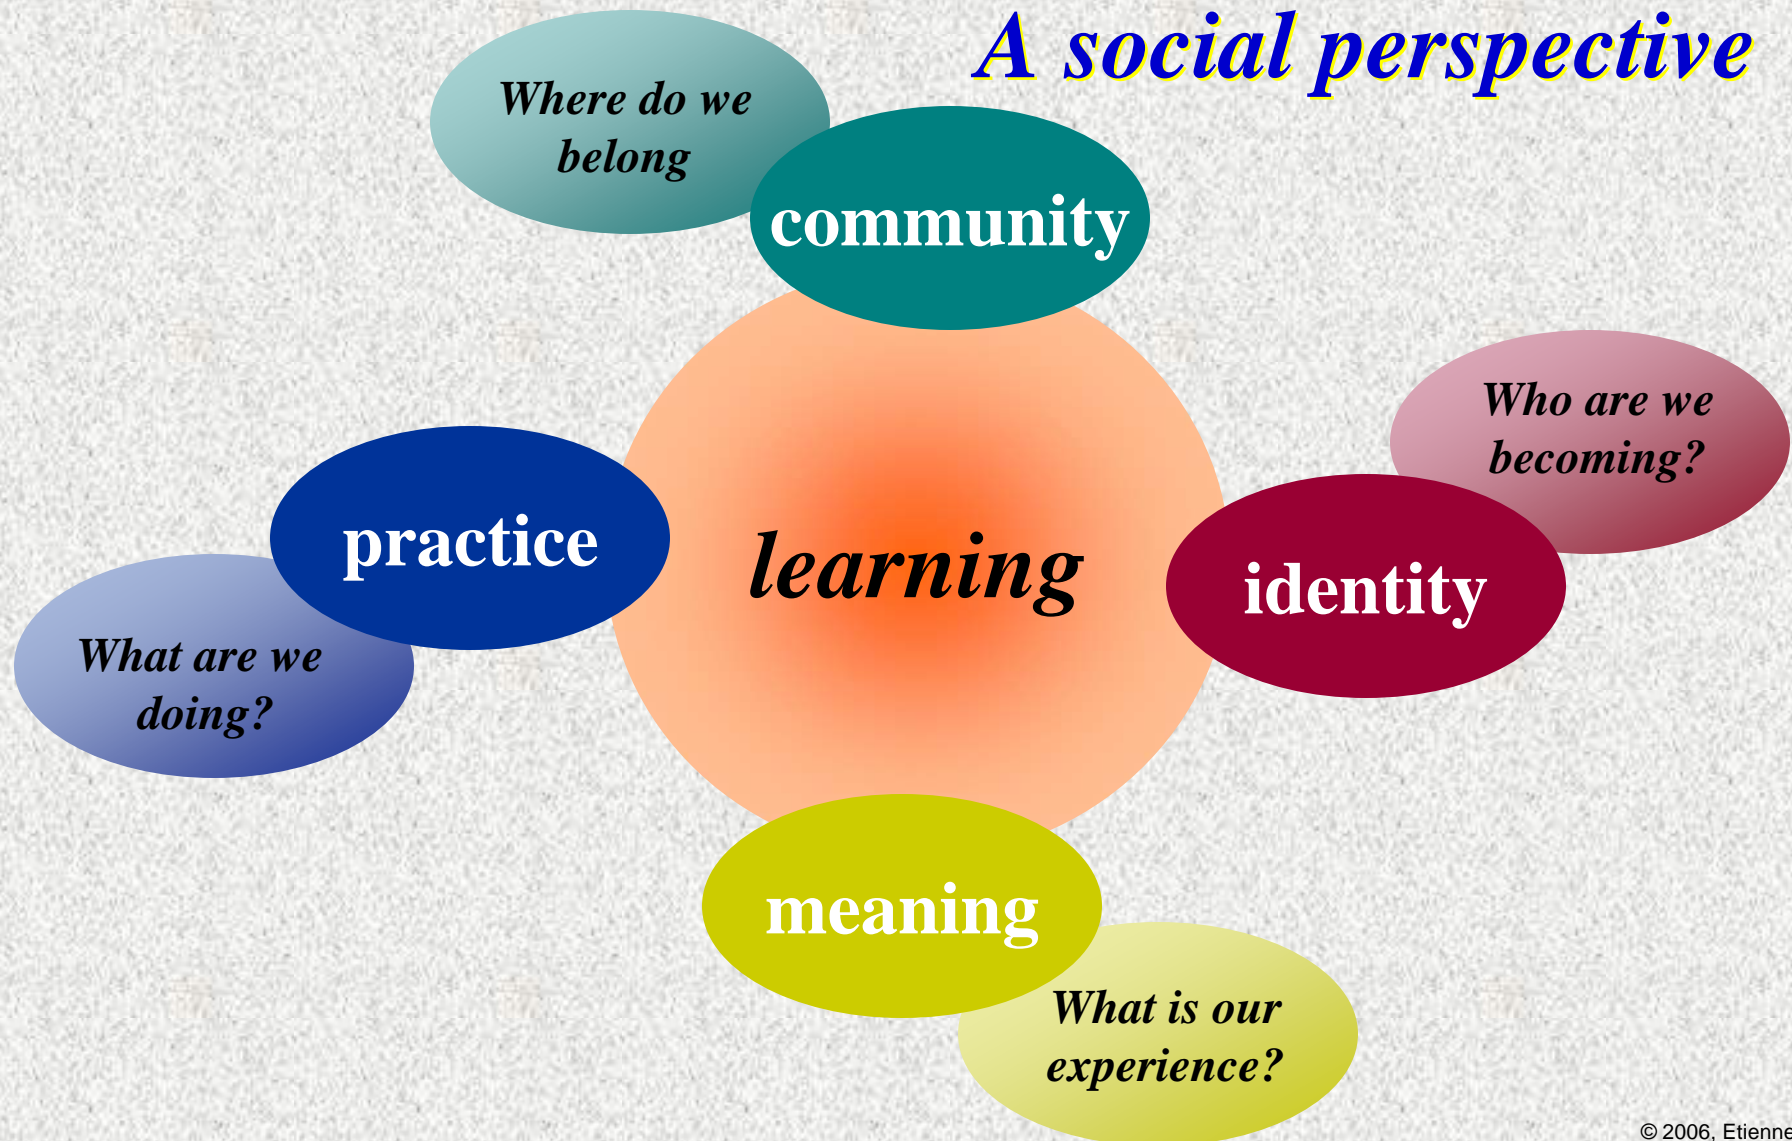 A social perspective
Where do we
belong
community
Who are we
becoming?
identity
practice
What are we
doing?
learning
meaning
What is our
experience?
© 2006, Etienne